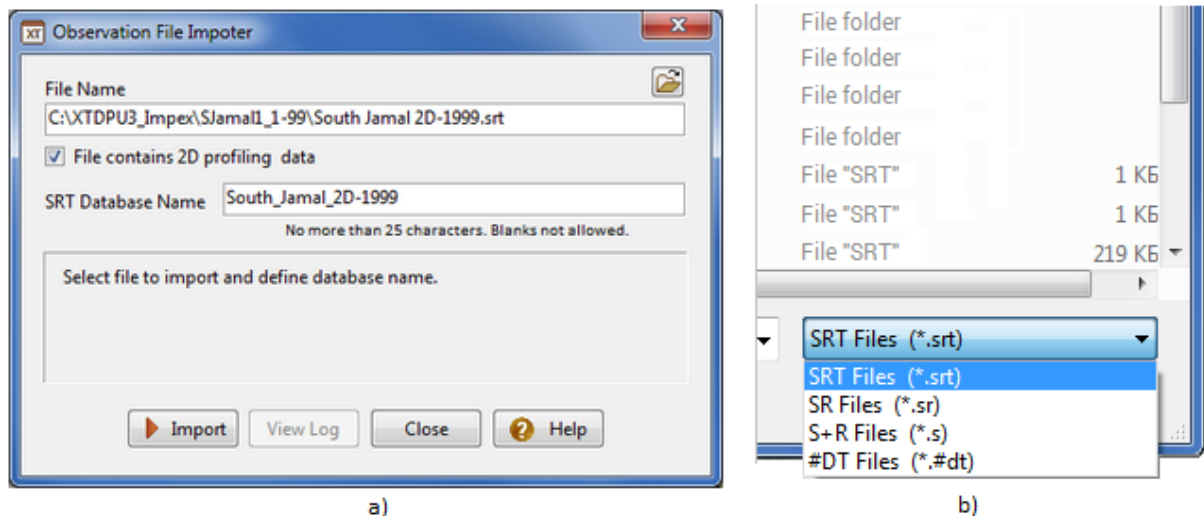 XT Observation File Impoter
File Name
C:\XTDPU3_Impex\SJamal1_1-99\South Jamal 2D-1999.srt
File contains 2D profiling data
SRT Database Name South_Jamal_2D-1999
No more than 25 characters. Blanks not allowed.
Select file to import and define database name.
Import View Log Close Help
a)
File folder
File folder
File folder
File folder
File "SRT" 1 КБ
File "SRT" 1 КБ
File "SRT" 219 КБ
SRT Files (*.srt)
SRT Files (*.srt)
SR Files (*.sr)
S+R Files (*.s)
#DT Files (*.#dt)
b)